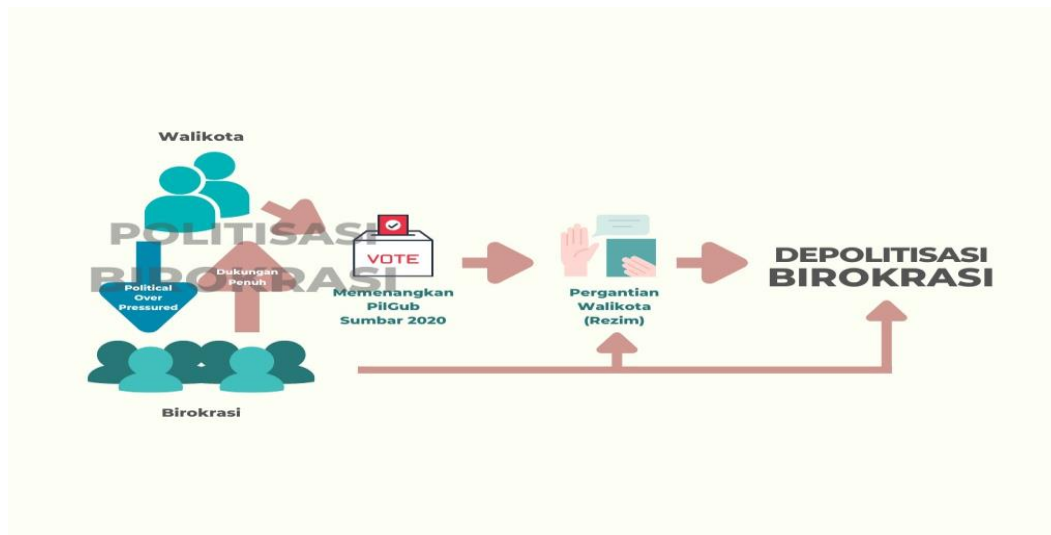 Walikota
POLITISASI
BIROKRASI
Political
Over
Pressured
Dukungan
Penuh
Birokrasi
VOTE
Memenangkan
PilGub
Sumbar 2020
Pergantian
Walikota
(Rezim)
DEPOLITISASI
BIROKRASI